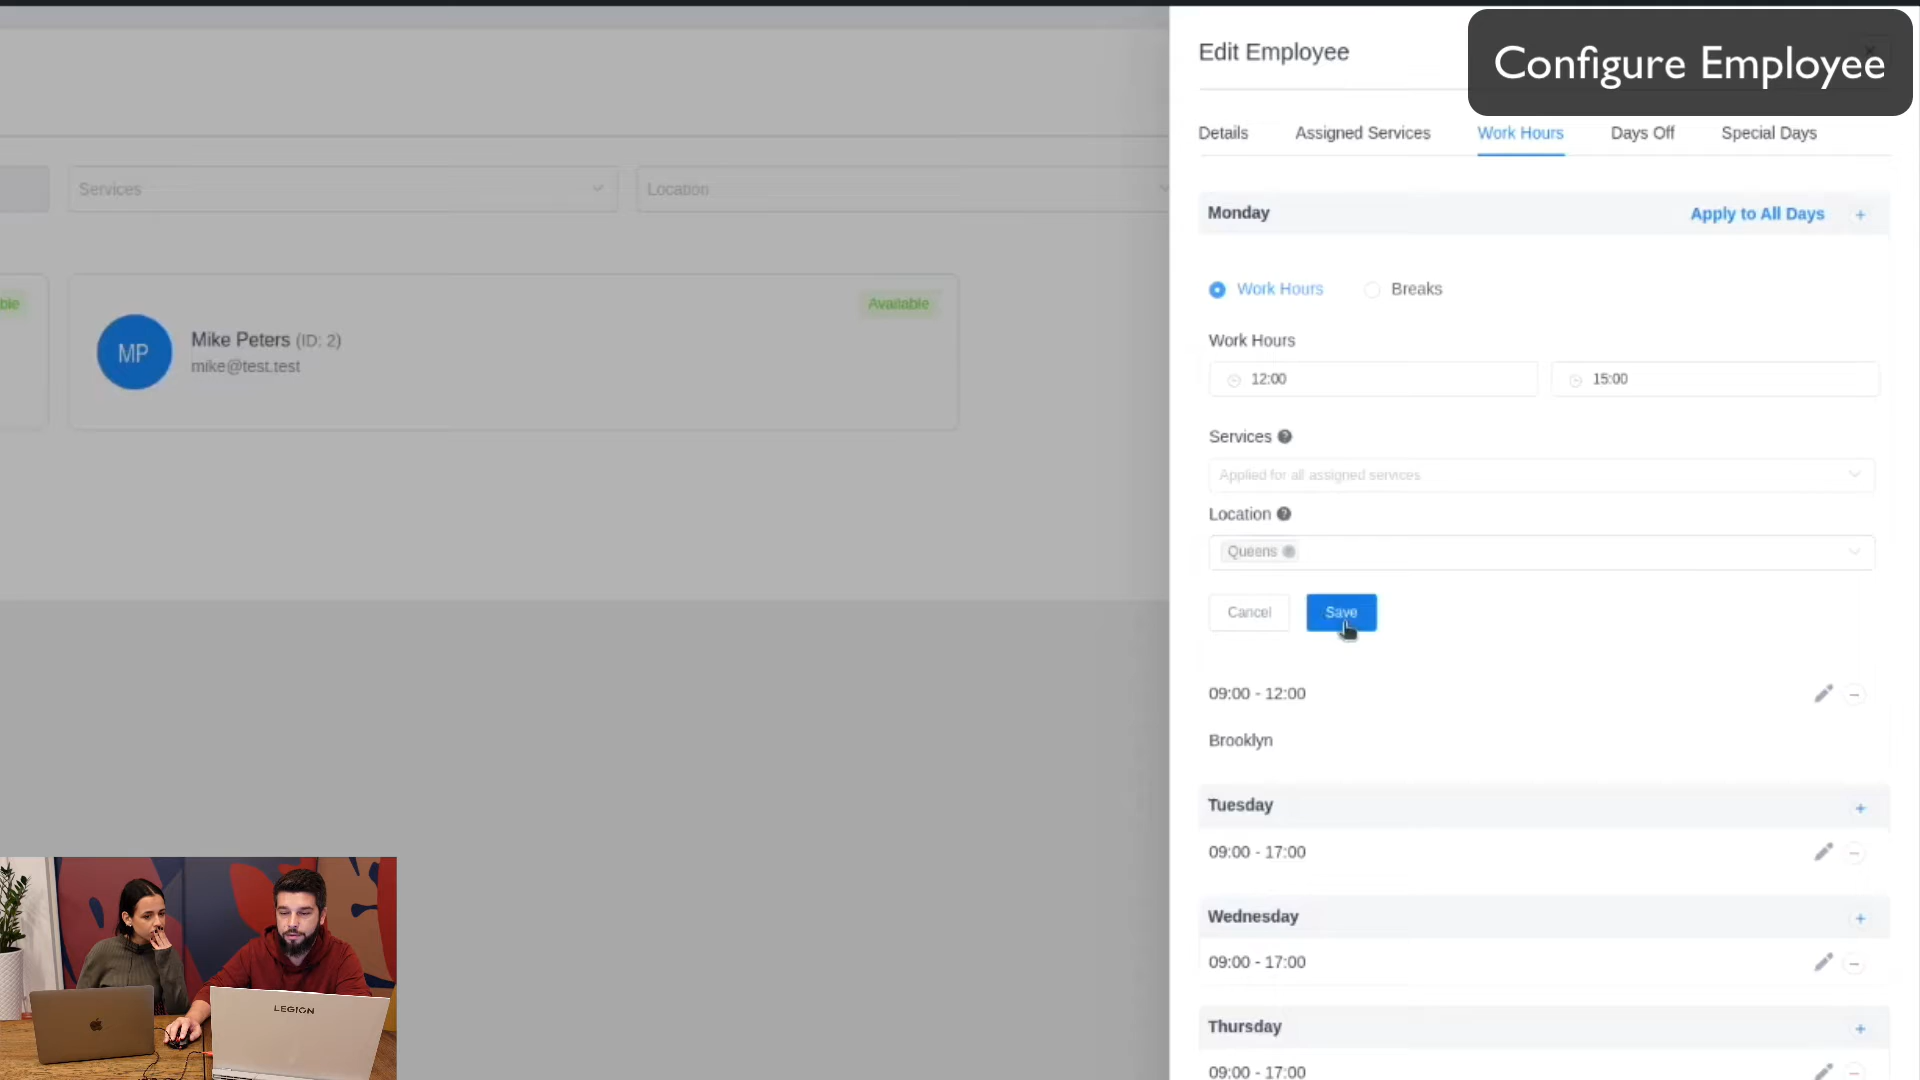 Edit Employee
Configure Employee
Details Assigned Services Work Hours Days Off Special Days
Services
Location
Monday Apply to All Days +
Work Hours Breaks
ble
Available
MP
Mike Peters (ID: 2)
mike@test.test
Work Hours
12:00 15:00
Services
Applied for all assigned services
Location
Queens
Cancel Save
09:00 - 12:00
Brooklyn
Tuesday +
09:00 - 17:00
Wednesday +
09:00 - 17:00
Thursday +
09:00 - 17:00
LEGION